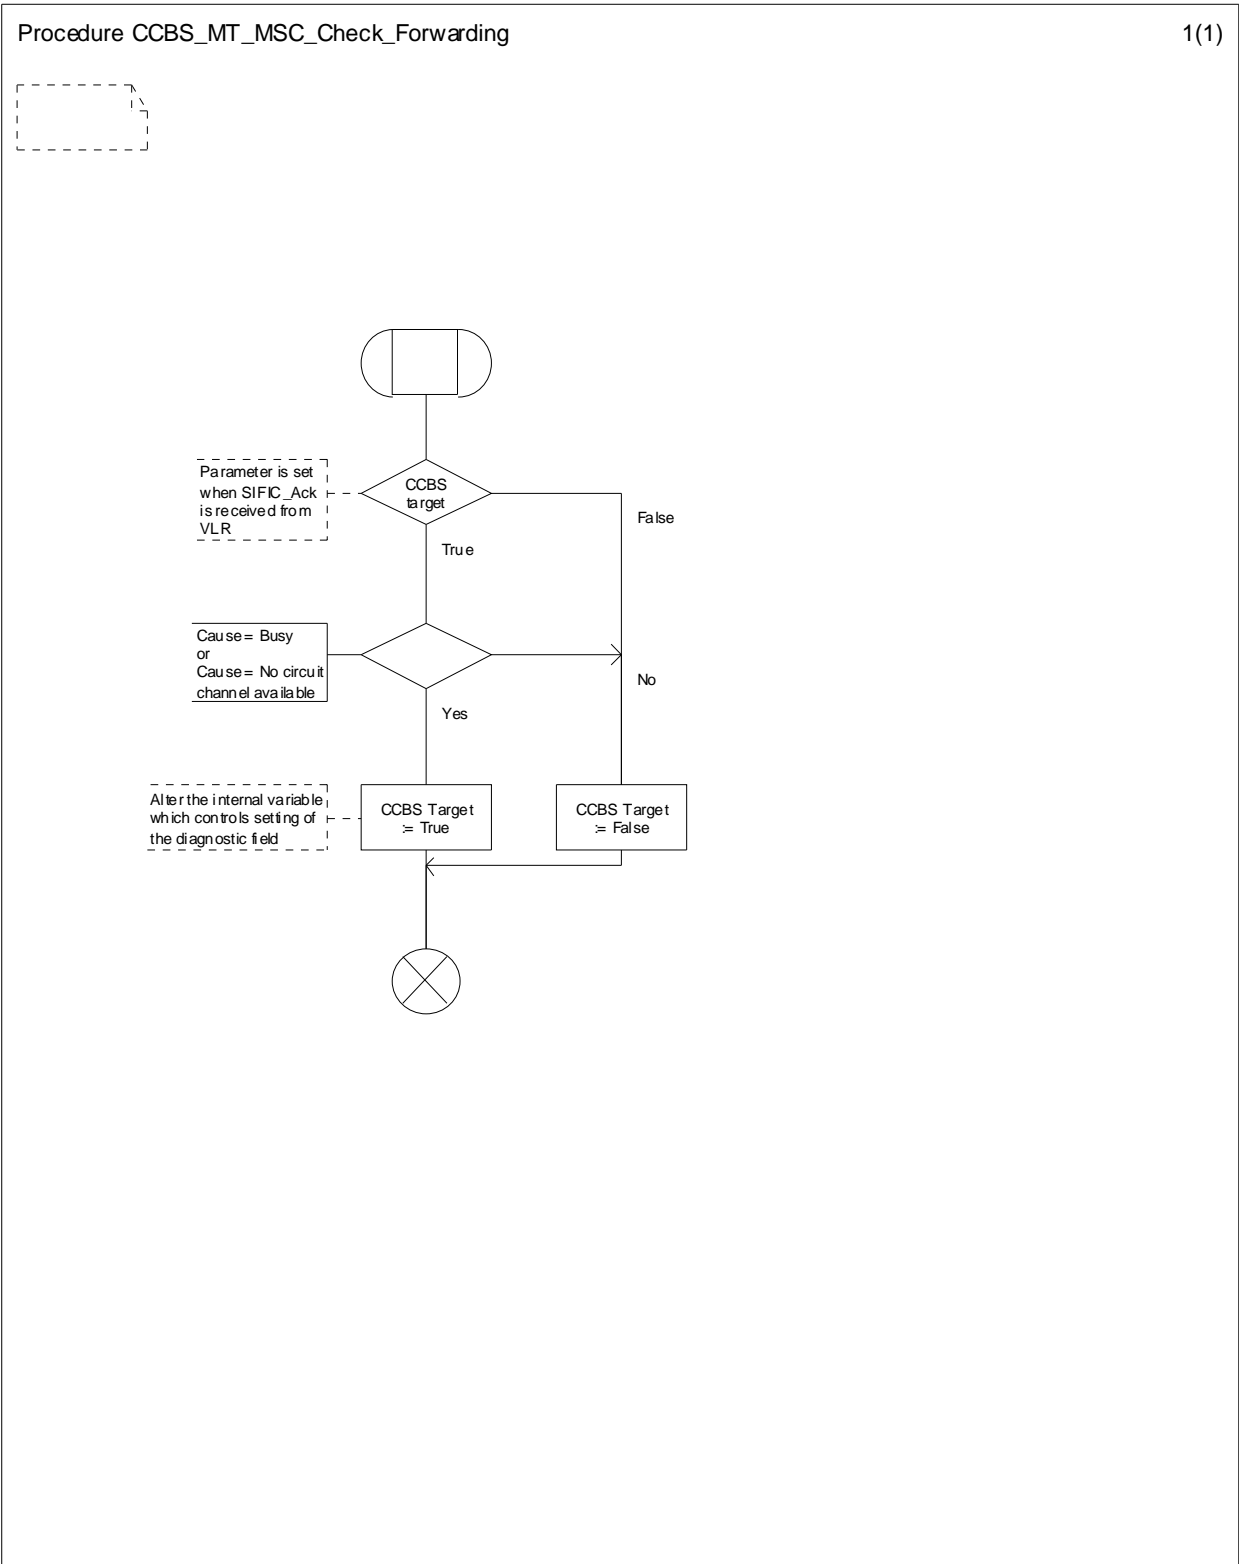 Procedure CCBS_MT_MSC_Check_Forwarding
1(1)
Parameter is set
when SIFIC_Ack
is received from
VLR
CCBS
target
False
True
Cause= Busy
or
Cause= No circuit
channel available
No
Yes
Alter the internal variable
which controls setting of
the diagnostic field
CCBS Target
:= True
CCBS Target
:= False